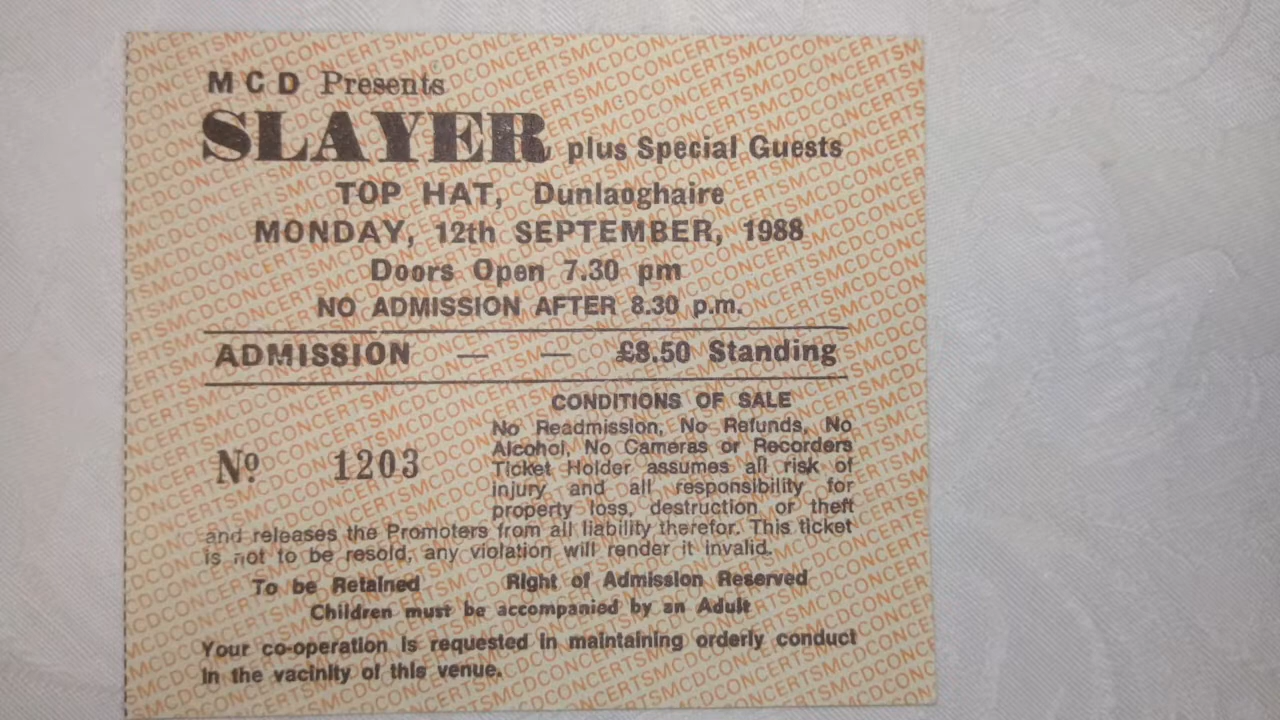 MCD Presents
SLAYER plus Special Guests
TOP HAT, Dunlaoghaire
MONDAY, 12th SEPTEMBER, 1988
Doors Open 7.30 pm
NO ADMISSION AFTER 8.30 p.m.
ADMISSION — — £8.50 Standing
CONDITIONS OF SALE
No Readmission, No Refunds, No
Alcohol, No Cameras or Recorders
Ticket Holder assumes all risk of
injury and all responsibility for
property loss, destruction or theft
Nº 1203
and releases the Promoters from all liability therefor. This ticket
is not to be resold, any violation will render it invalid.
To be Retained Right of Admission Reserved
Children must be accompanied by an Adult
Your co-operation is requested in maintaining orderly conduct
in the vacinity of this venue.